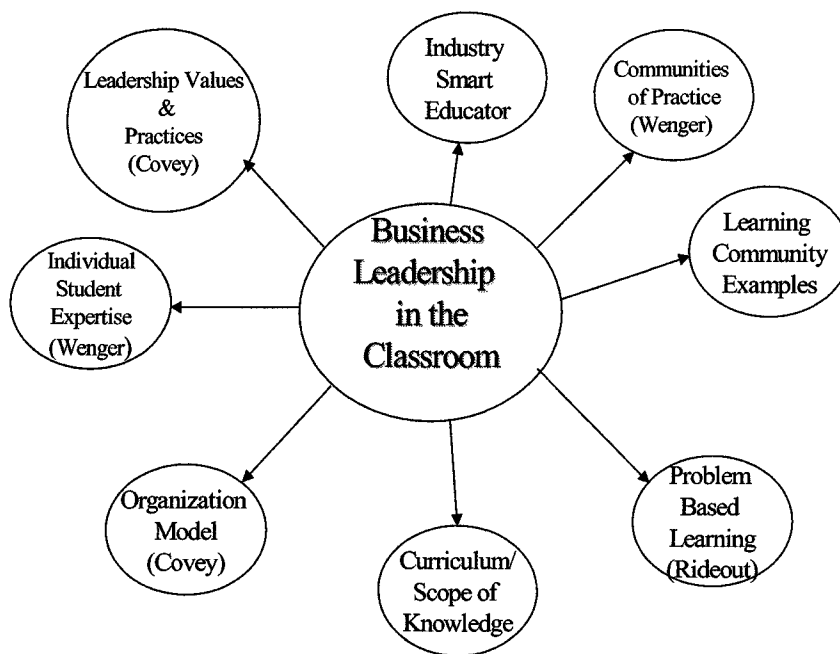 Leadership Values
&
Practices
(Covey)
Industry
Smart
Educator
Communities
of Practice
(Wenger)
Business
Leadership
in the
Classroom
Learning
Community
Examples
Individual
Student
Expertise
(Wenger)
Organization
Model
(Covey)
Curriculum/
Scope of
Knowledge
Problem
Based
Learning
(Rideout)